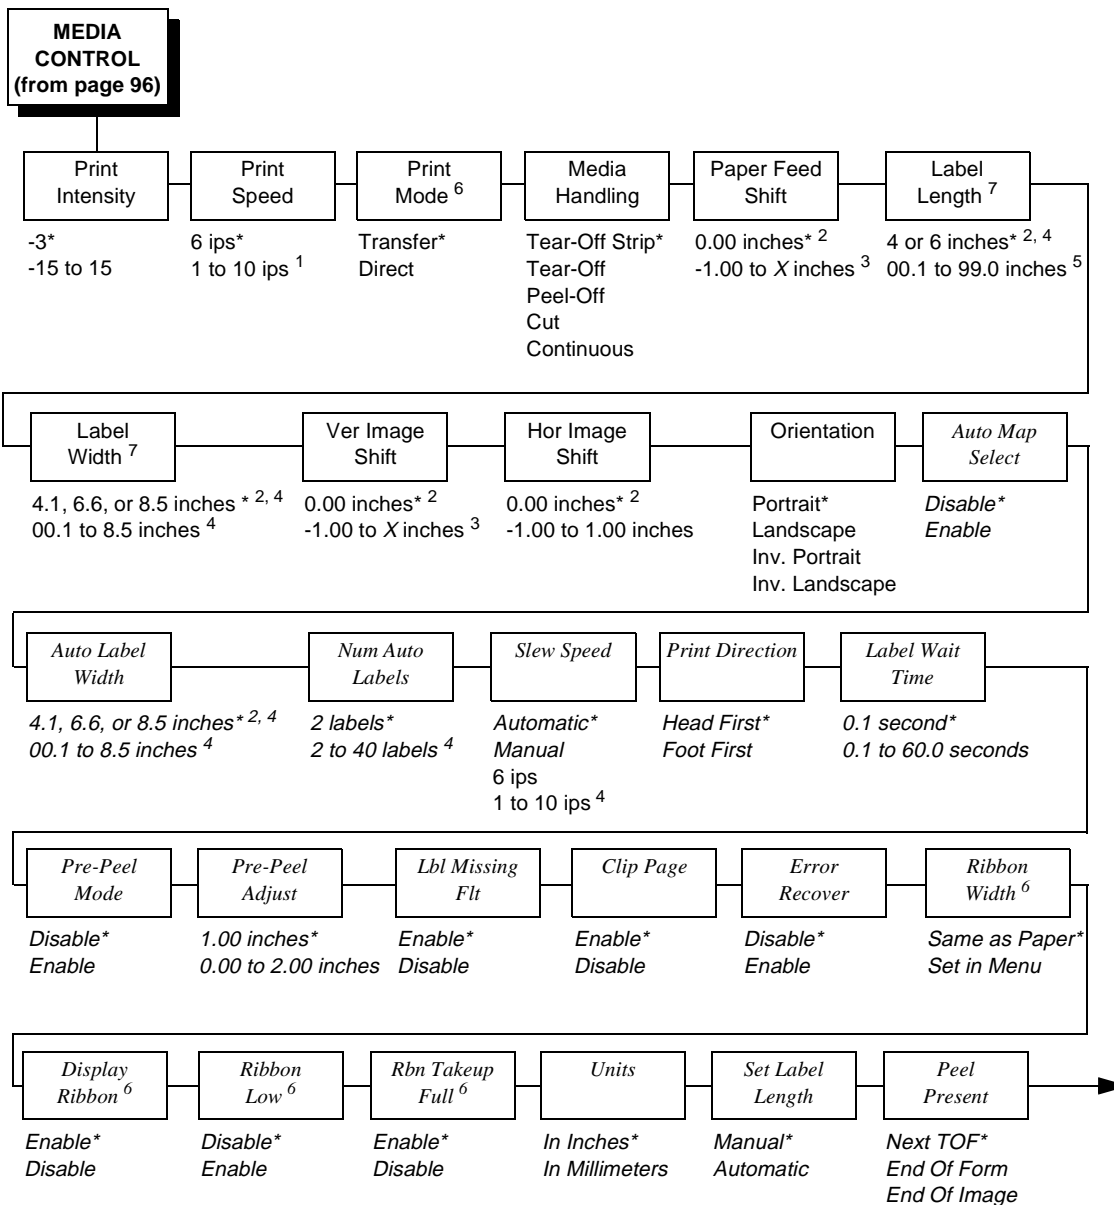 MEDIA
CONTROL
(from page 96)
Print
Intensity
-3*
-15 to 15
Print
Speed
6 ips*
1 to 10 ips 1
Print
Mode 6
Transfer*
Direct
Media
Handling
Tear-Off Strip*
Tear-Off
Peel-Off
Cut
Continuous
Paper Feed
Shift
0.00 inches* 2
-1.00 to X inches 3
Label
Length 7
4 or 6 inches* 2, 4
00.1 to 99.0 inches 5
Label
Width 7
4.1, 6.6, or 8.5 inches * 2, 4
00.1 to 8.5 inches 4
Ver Image
Shift
0.00 inches* 2
-1.00 to X inches 3
Hor Image
Shift
0.00 inches* 2
-1.00 to 1.00 inches
Orientation
Portrait*
Landscape
Inv. Portrait
Inv. Landscape
Auto Map
Select
Disable*
Enable
Auto Label
Width
4.1, 6.6, or 8.5 inches* 2, 4
00.1 to 8.5 inches 4
Num Auto
Labels
2 labels*
2 to 40 labels 4
Slew Speed
Automatic*
Manual
6 ips
1 to 10 ips 4
Print Direction
Head First*
Foot First
Label Wait
Time
0.1 second*
0.1 to 60.0 seconds
Pre-Peel
Mode
Disable*
Enable
Pre-Peel
Adjust
1.00 inches*
0.00 to 2.00 inches
Lbl Missing
Flt
Enable*
Disable
Clip Page
Enable*
Disable
Error
Recover
Disable*
Enable
Ribbon
Width 6
Same as Paper*
Set in Menu
Display
Ribbon 6
Enable*
Disable
Ribbon
Low 6
Disable*
Enable
Rbn Takeup
Full 6
Enable*
Disable
Units
In Inches*
In Millimeters
Set Label
Length
Manual*
Automatic
Peel
Present
Next TOF*
End Of Form
End Of Image